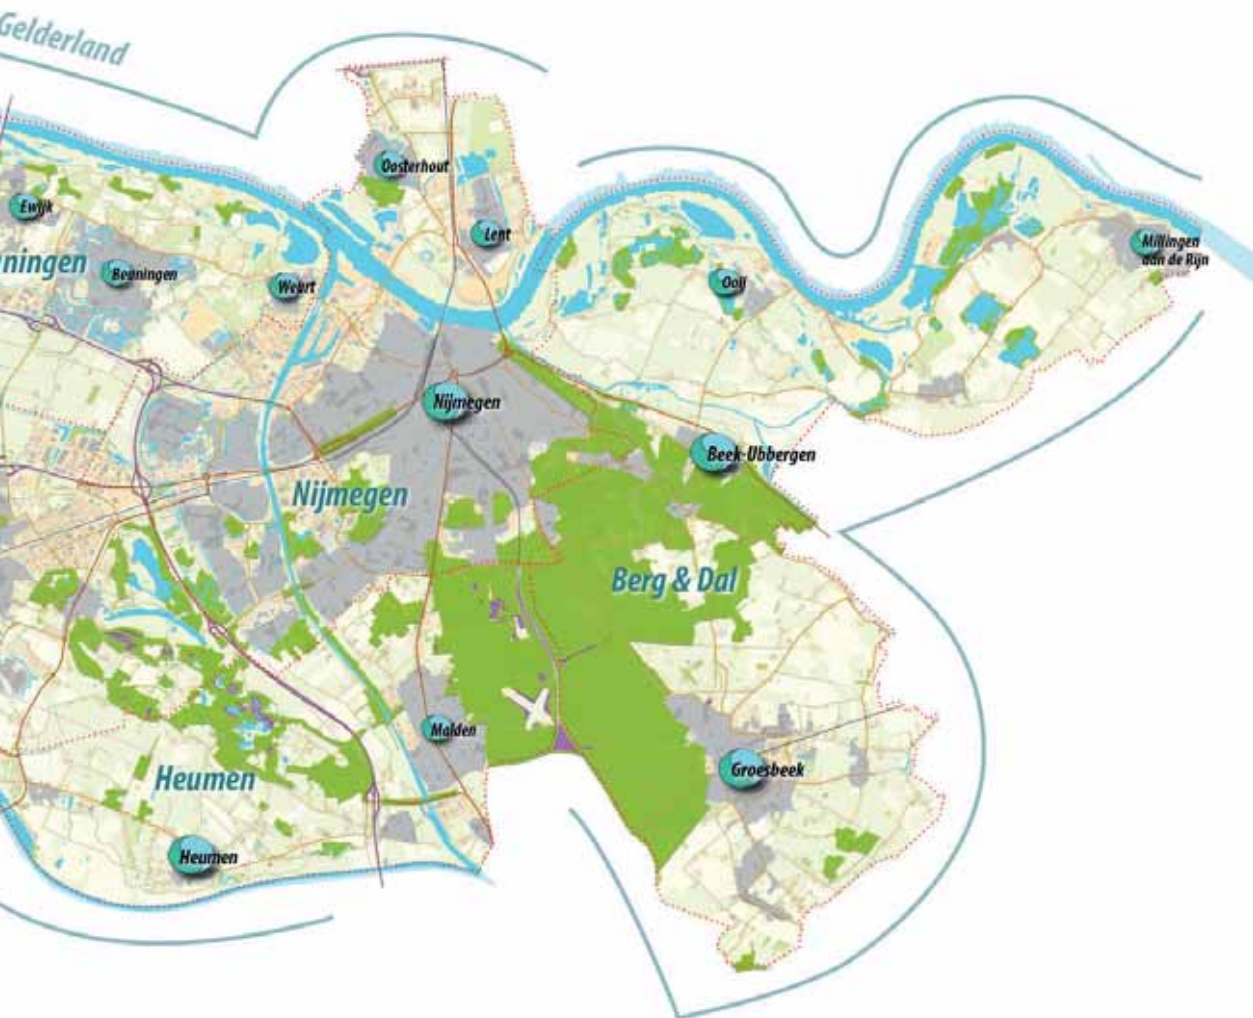 Gelderland
Oosterhout
Ewijk
Lent
Millingen
aan de Rijn
uningen
Beuningen
Weurt
Ooij
Nijmegen
Beek-Ubbergen
Nijmegen
Berg & Dal
Malden
Groesbeek
Heumen
Heumen